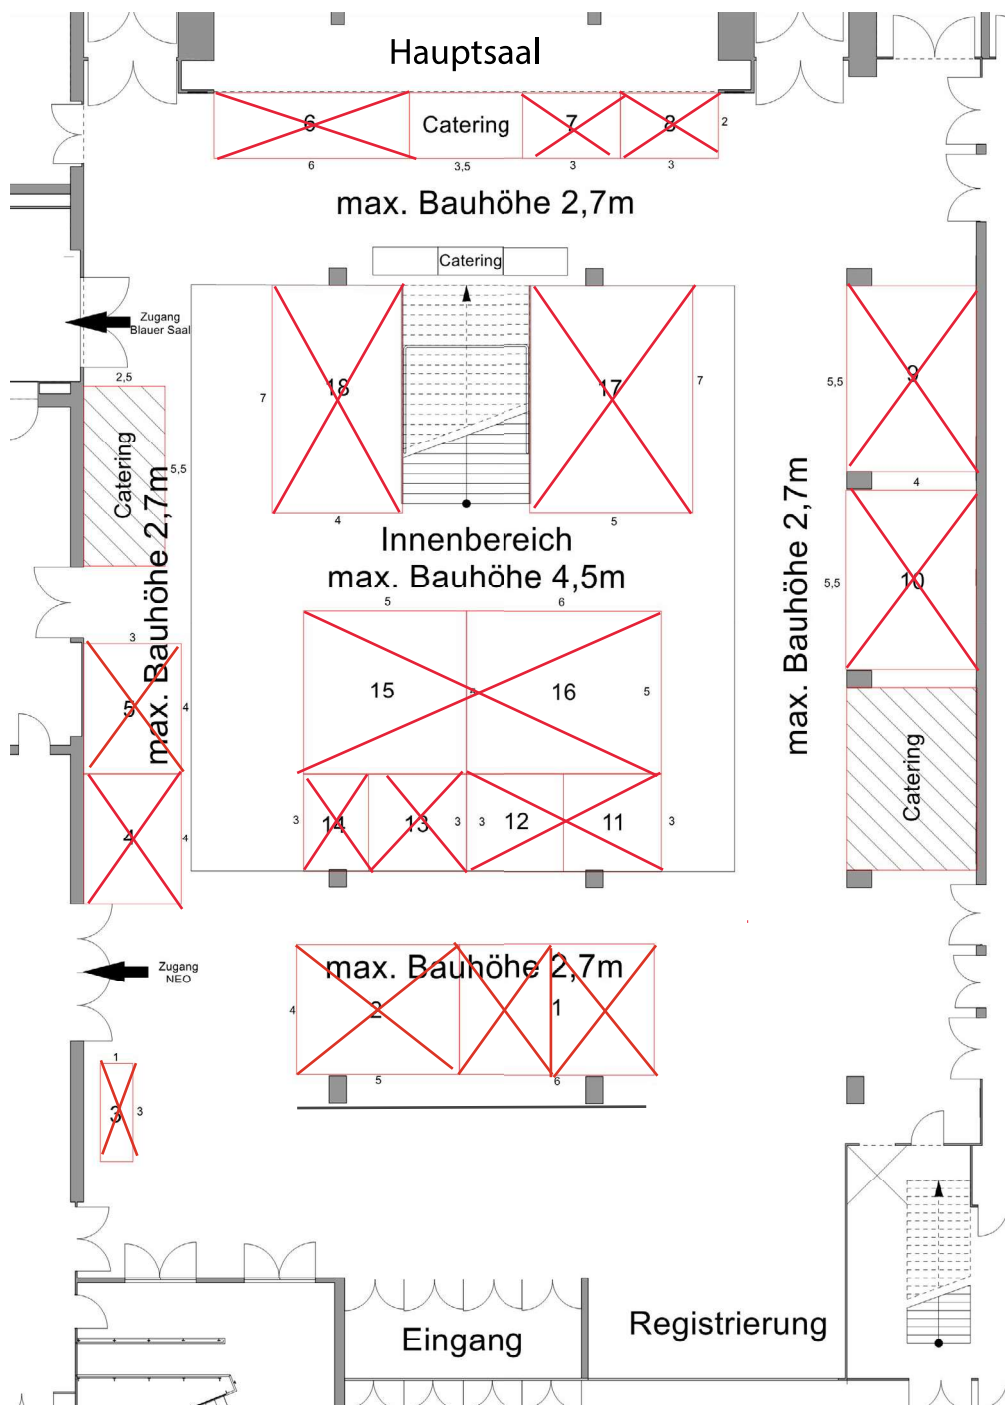 Hauptsaal
6
Catering
7
8
2
6
3,5
3
3
max. Bauhöhe 2,7m
Catering
Zugang
Blauer Saal
2,5
Catering
5,5
max. Bauhöhe 2,7m
18
7
4
17
7
5
9
5,5
4
10
5,5
max. Bauhöhe 2,7m
Catering
Innenbereich
max. Bauhöhe 4,5m
5
6
15
16
5
3
5
4
4
4
3
14
13
3
3
12
11
3
Zugang
NEO
max. Bauhöhe 2,7m
4
2
1
5
6
1
3
3
Eingang
Registrierung